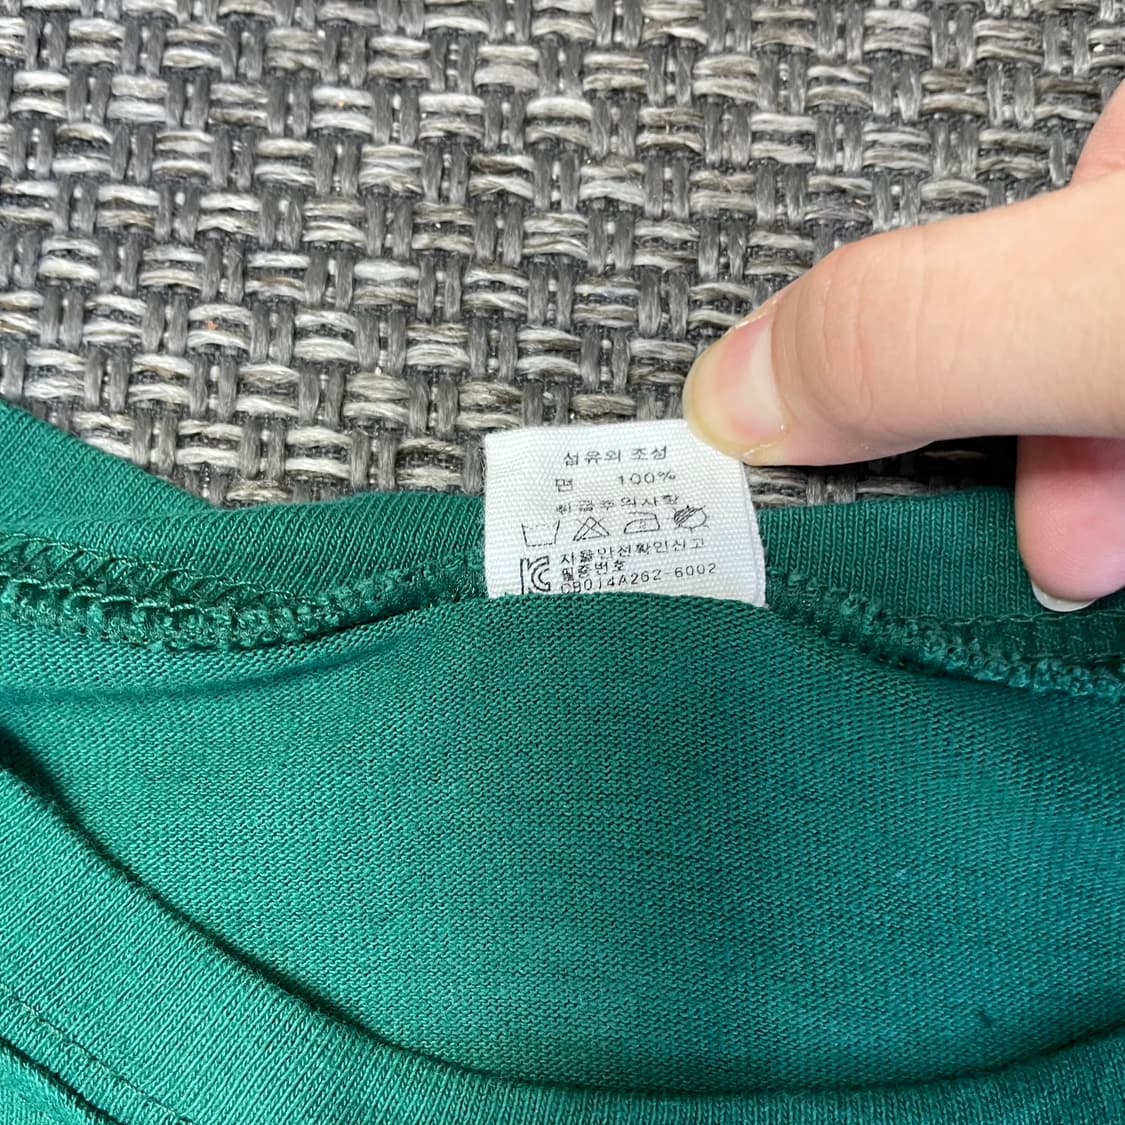 섬유의 조성
면 100%
취급주의사항
자율안전확인신고
필증번호
CB014A262-6002